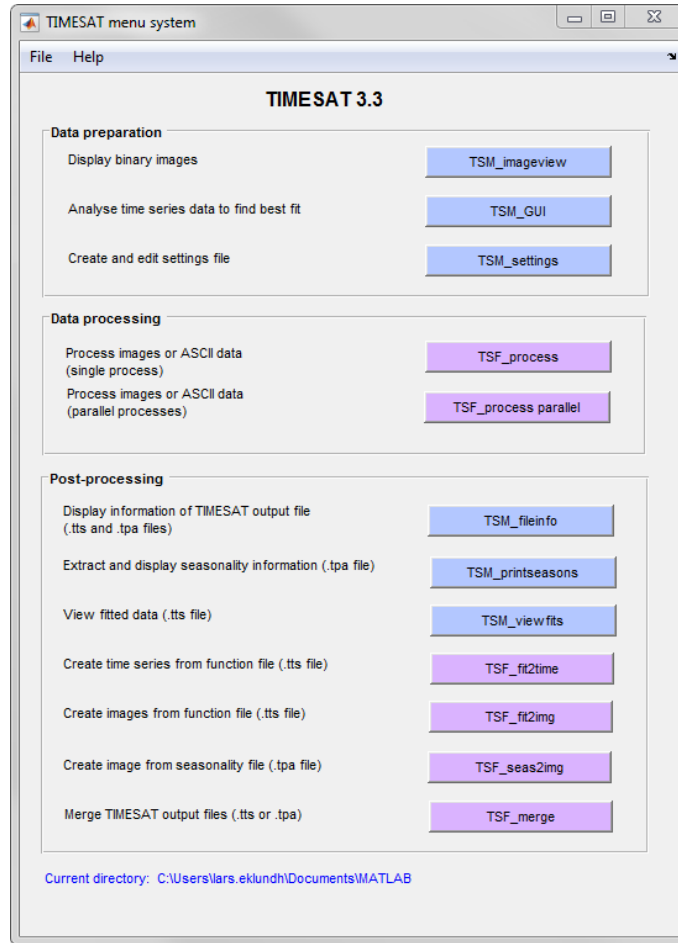 TIMESAT menu system
File Help
TIMESAT 3.3
Data preparation
Display binary images TSM_imageview
Analyse time series data to find best fit TSM_GUI
Create and edit settings file TSM_settings
Data processing
Process images or ASCII data
(single process) TSF_process
Process images or ASCII data
(parallel processes) TSF_process parallel
Post-processing
Display information of TIMESAT output file
(.tts and .tpa files) TSM_fileinfo
Extract and display seasonality information (.tpa file) TSM_printseasons
View fitted data (.tts file) TSM_viewfits
Create time series from function file (.tts file) TSF_fit2time
Create images from function file (.tts file) TSF_fit2img
Create image from seasonality file (.tpa file) TSF_seas2img
Merge TIMESAT output files (.tts or .tpa) TSF_merge
Current directory: C:\Users\lars.eklundh\Documents\MATLAB